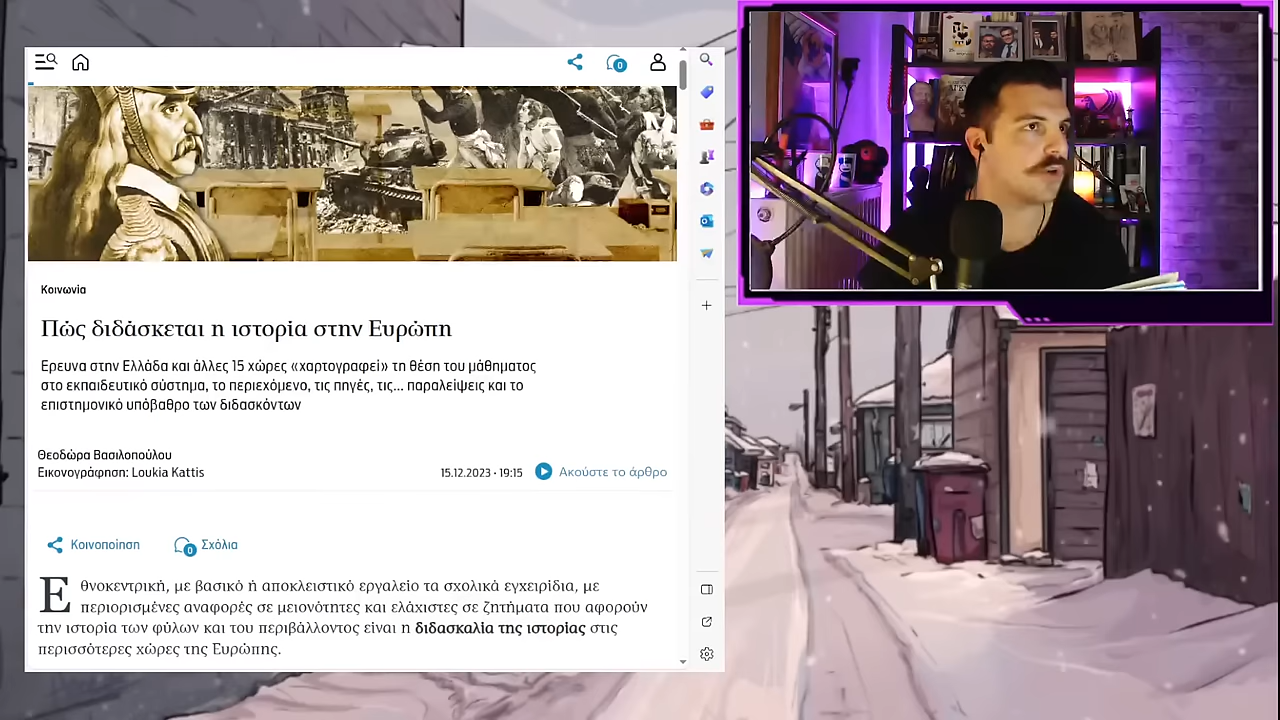 0
Κοινωνία
Πώς διδάσκεται η ιστορία στην Ευρώπη
Ερευνα στην Ελλάδα και άλλες 15 χώρες «χαρτογραφεί» τη θέση του μαθήματος
στο εκπαιδευτικό σύστημα, το περιεχόμενο, τις πηγές, τις... παραλείψεις και το
επιστημονικό υπόβαθρο των διδασκόντων
Θεοδώρα Βασιλοπούλου
Εικονογράφηση: Loukia Kattis
15.12.2023 • 19:15
Ακούστε το άρθρο
Κοινοποίηση
0
Σχόλια
Εθνοκεντρική, με βασικό ή αποκλειστικό εργαλείο τα σχολικά εγχειρίδια, με
περιορισμένες αναφορές σε μειονότητες και ελάχιστες σε ζητήματα που αφορούν
την ιστορία των φύλων και του περιβάλλοντος είναι η διδασκαλία της ιστορίας στις
περισσότερες χώρες της Ευρώπης.